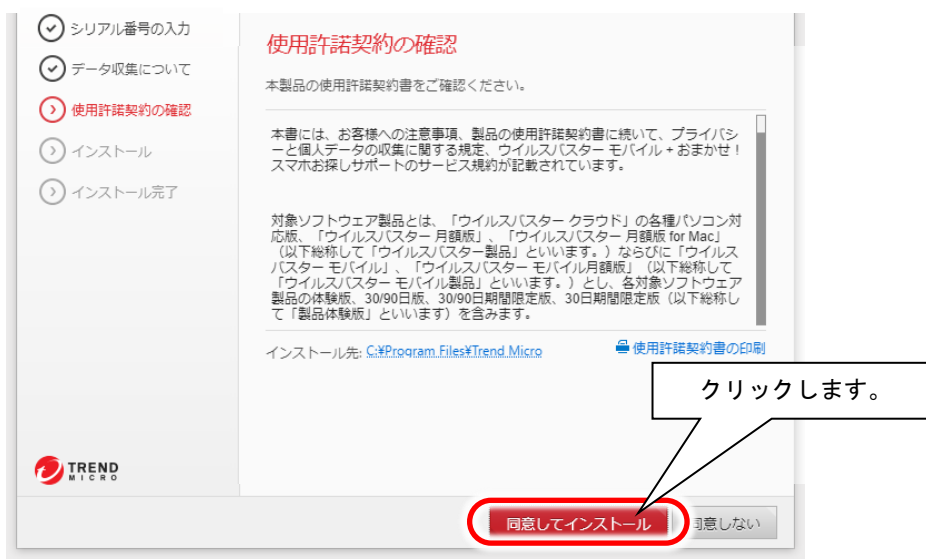 シリアル番号の入力
データ収集について
使用許諾契約の確認
インストール
インストール完了
使用許諾契約の確認
本製品の使用許諾契約書をご確認ください。
本書には、お客様への注意事項、製品の使用許諾契約書に続いて、プライバシ
ーと個人データの収集に関する規定、ウイルスバスター モバイル + おまかせ！
スマホお探しサポートのサービス規約が記載されています。
対象ソフトウェア製品とは、「ウイルスバスター クラウド」の各種パソコン対
応版、「ウイルスバスター 月額版」、「ウイルスバスター 月額版 for Mac」
（以下総称して「ウイルスバスター製品」といいます。）ならびに「ウイルス
バスター モバイル」、「ウイルスバスター モバイル月額版」（以下総称して
「ウイルスバスター モバイル製品」といいます。）とし、各対象ソフトウェア
製品の体験版、30/90日版、30/90日期間限定版、30日期間限定版（以下総称し
て「製品体験版」といいます）を含みます。
インストール先: C:¥Program Files¥Trend Micro
使用許諾契約書の印刷
クリックします。
TREND
MICRO
同意してインストール
同意しない